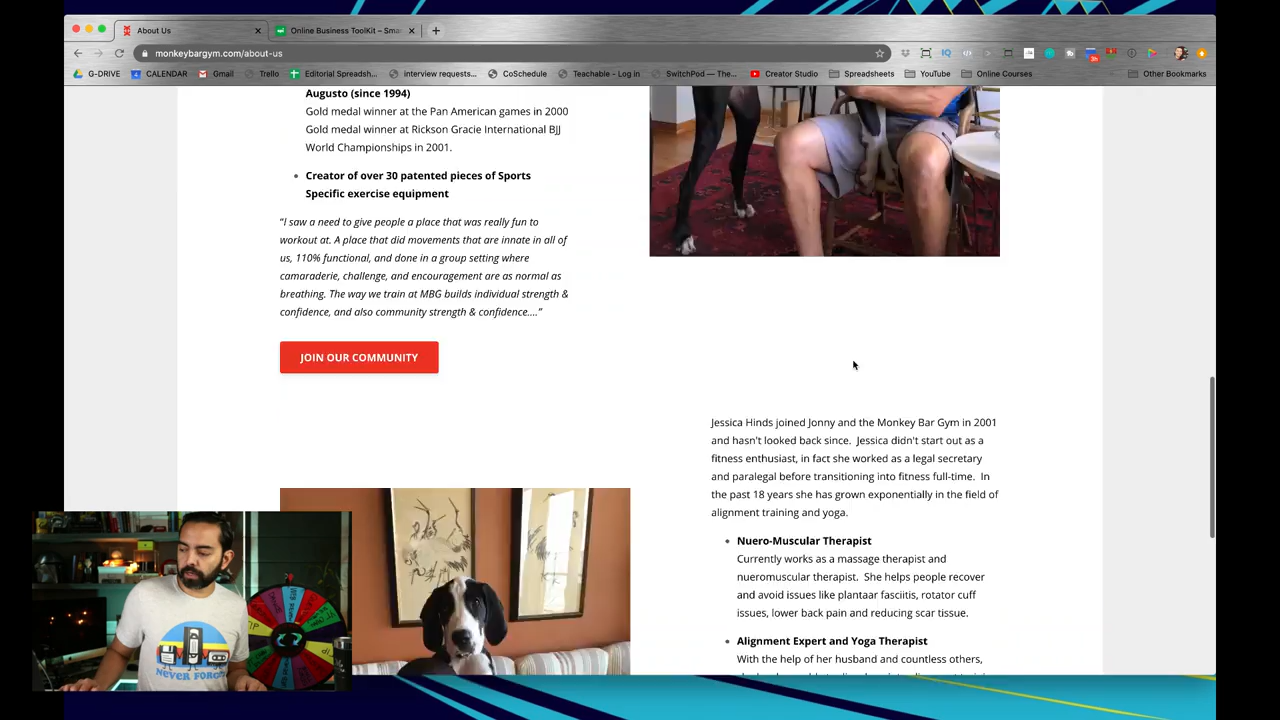 About Us
Online Business ToolKit – Sma
monkeybargym.com/about-us
G-DRIVE
CALENDAR
Gmail
Trello
Editorial Spreadsh...
interview requests...
CoSchedule
Teachable - Log in
SwitchPod — The...
Creator Studio
Spreadsheets
YouTube
Online Courses
Other Bookmarks
Augusto (since 1994)
Gold medal winner at the Pan American games in 2000
Gold medal winner at Rickson Gracie International BJJ
World Championships in 2001.
Creator of over 30 patented pieces of Sports
Specific exercise equipment
"I saw a need to give people a place that was really fun to
workout at. A place that did movements that are innate in all of
us, 110% functional, and done in a group setting where
camaraderie, challenge, and encouragement are as normal as
breathing. The way we train at MBG builds individual strength &
confidence, and also community strength & confidence...."
JOIN OUR COMMUNITY
Jessica Hinds joined Jonny and the Monkey Bar Gym in 2001
and hasn't looked back since.  Jessica didn't start out as a
fitness enthusiast, in fact she worked as a legal secretary
and paralegal before transitioning into fitness full-time.  In
the past 18 years she has grown exponentially in the field of
alignment training and yoga.
Nuero-Muscular Therapist
Currently works as a massage therapist and
nueromuscular therapist.  She helps people recover
and avoid issues like plantaar fasciitis, rotator cuff
issues, lower back pain and reducing scar tissue.
Alignment Expert and Yoga Therapist
With the help of her husband and countless others,
NEVER FORGET